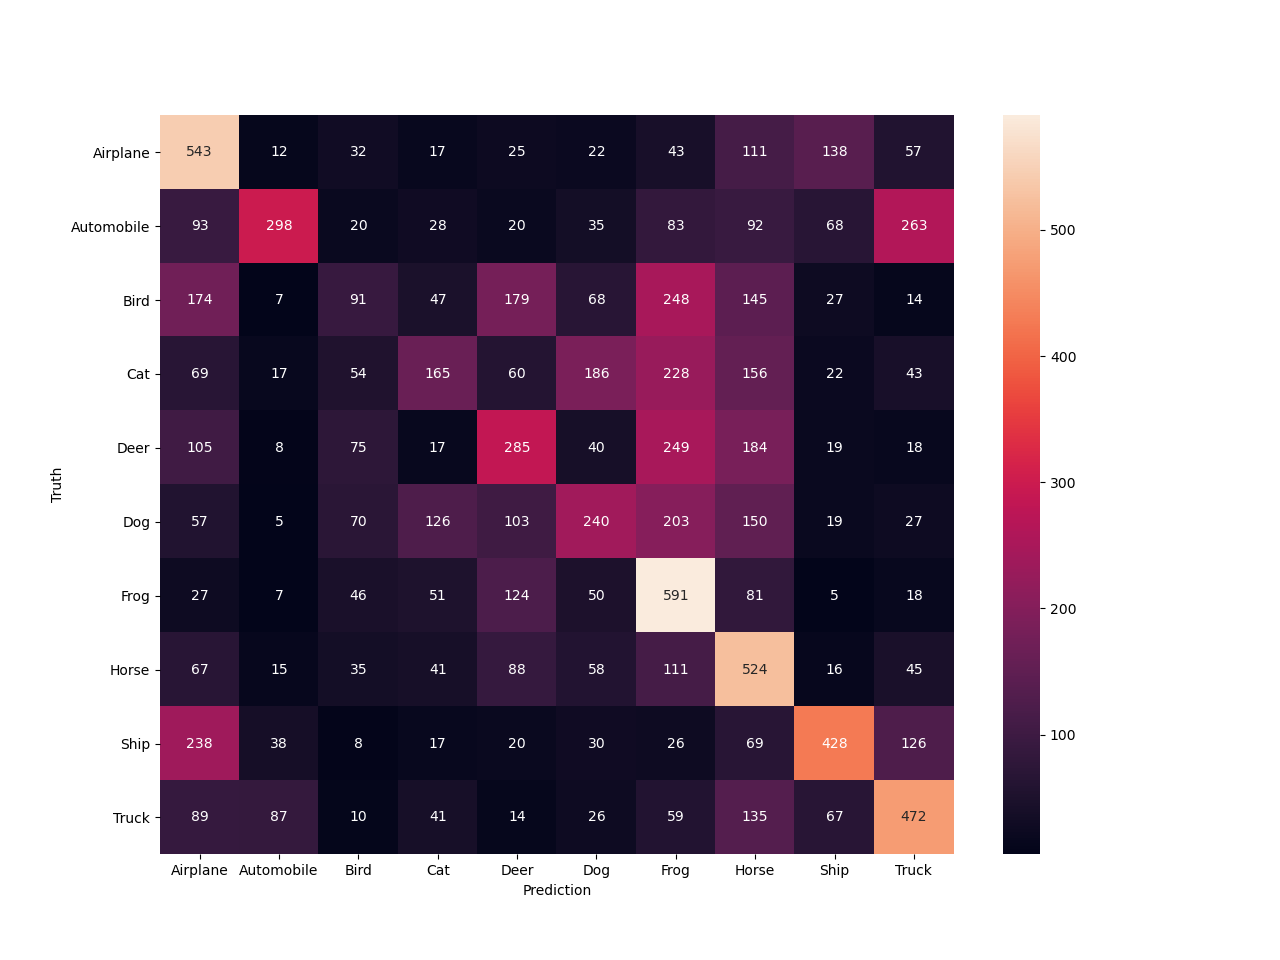 Airplane 543 12 32 17 25 22 43 111 138 57
Automobile 93 298 20 28 20 35 83 92 68 263
500
Bird 174 7 91 47 179 68 248 145 27 14
400
Cat 69 17 54 165 60 186 228 156 22 43
Deer 105 8 75 17 285 40 249 184 19 18
Truth
300
Dog 57 5 70 126 103 240 203 150 19 27
Frog 27 7 46 51 124 50 591 81 5 18
200
Horse 67 15 35 41 88 58 111 524 16 45
100
Ship 238 38 8 17 20 30 26 69 428 126
Truck 89 87 10 41 14 26 59 135 67 472
Airplane Automobile Bird Cat Deer Dog Frog Horse Ship Truck
Prediction